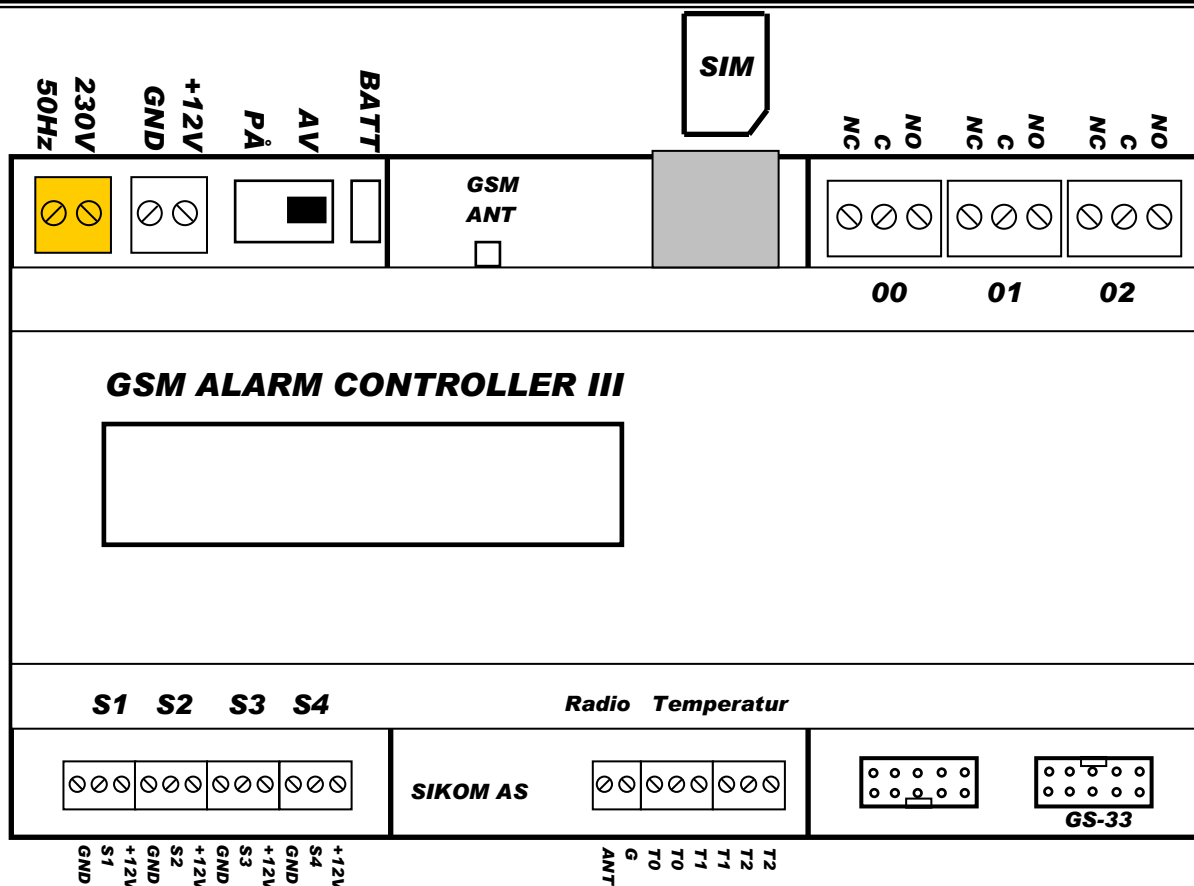 50Hz 230V GND +12V PÅ AV BATT
SIM
NC C NO NC C NO NC C NO
GSM
ANT
00 01 02
GSM ALARM CONTROLLER III
S1 S2 S3 S4 Radio Temperatur
SIKOM AS
GS-33
GND S1 +12V GND S2 +12V GND S3 +12V GND S4 +12V ANT G T0 T0 T1 T1 T2 T2